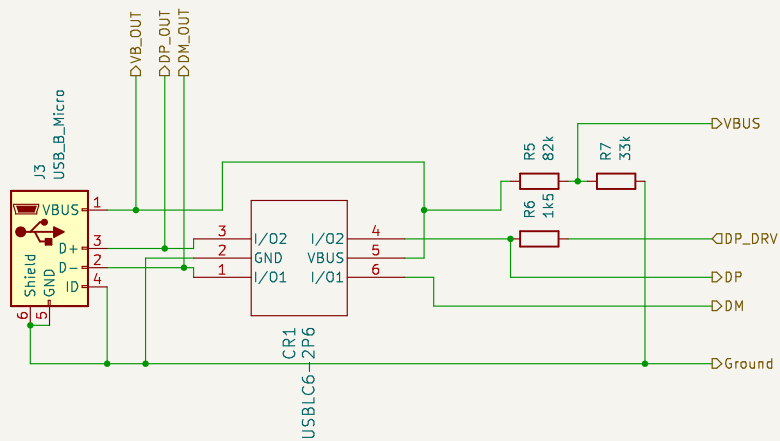 VB_OUT
DP_OUT
DM_OUT
J3
USB_B_Micro
VBUS
1
D+
3
D-
2
ID
4
Shield
GND
6
5
3
I/O2
2
GND
1
I/O1
I/O2
4
VBUS
5
I/O1
6
CR1
USBLC6-2P6
R5
82k
R7
33k
R6
1k5
VBUS
DP_DRV
DP
DM
Ground